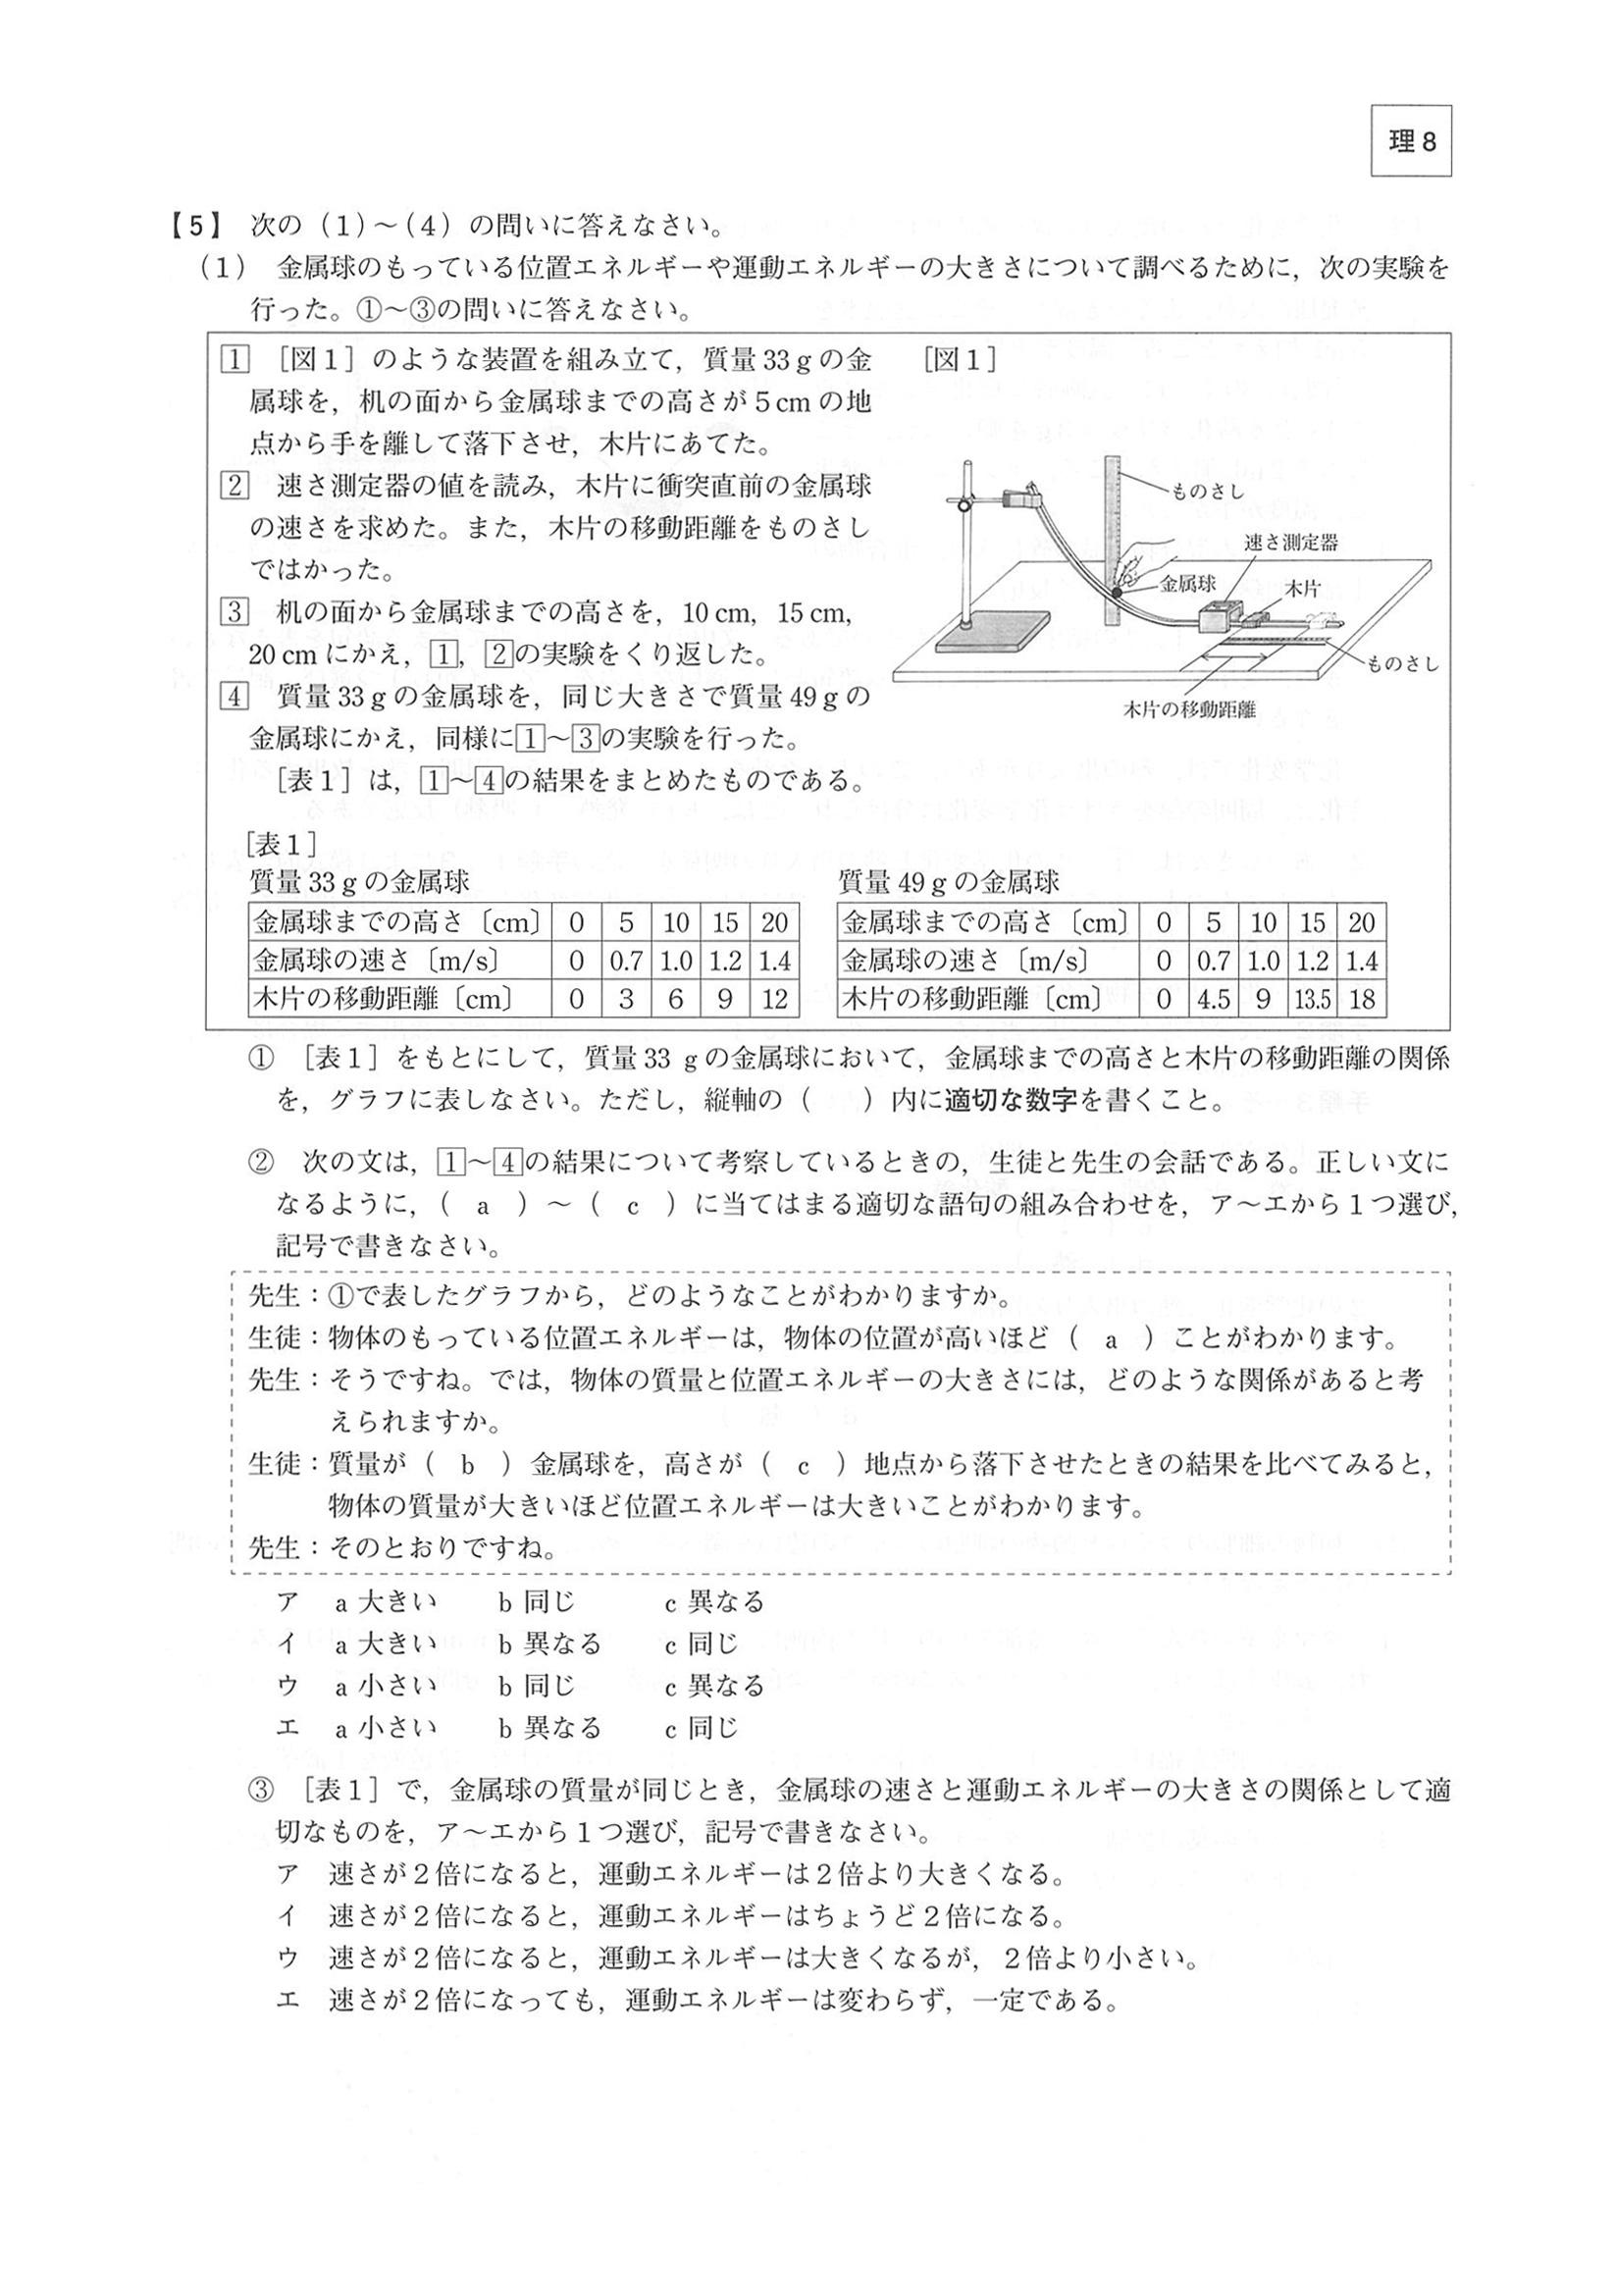 理8
【5】 次の（1）～（4）の問いに答えなさい。
（1） 金属球のもっている位置エネルギーや運動エネルギーの大きさについて調べるために，次の実験を
行った。①～③の問いに答えなさい。
1 ［図1］のような装置を組み立て，質量33gの金
属球を，机の面から金属球までの高さが5cmの地
点から手を離して落下させ，木片にあてた。
2 速さ測定器の値を読み，木片に衝突直前の金属球
の速さを求めた。また，木片の移動距離をものさし
ではかった。
3 机の面から金属球までの高さを，10cm，15cm，
20cmにかえ，1，2の実験をくり返した。
4 質量33gの金属球を，同じ大きさで質量49gの
金属球にかえ，同様に1～3の実験を行った。
［表1］は，1～4の結果をまとめたものである。
［図1］
ものさし
速さ測定器
金属球
木片
ものさし
木片の移動距離
［表1］
質量33gの金属球
金属球までの高さ〔cm〕 0 5 10 15 20
金属球の速さ〔m/s〕 0 0.7 1.0 1.2 1.4
木片の移動距離〔cm〕 0 3 6 9 12
質量49gの金属球
金属球までの高さ〔cm〕 0 5 10 15 20
金属球の速さ〔m/s〕 0 0.7 1.0 1.2 1.4
木片の移動距離〔cm〕 0 4.5 9 13.5 18
① ［表1］をもとにして，質量33 gの金属球において，金属球までの高さと木片の移動距離の関係
を，グラフに表しなさい。ただし，縦軸の（　）内に適切な数字を書くこと。
② 次の文は，1～4の結果について考察しているときの，生徒と先生の会話である。正しい文に
なるように，（ a ）～（ c ）に当てはまる適切な語句の組み合わせを，ア～エから1つ選び，
記号で書きなさい。
先生：①で表したグラフから，どのようなことがわかりますか。
生徒：物体のもっている位置エネルギーは，物体の位置が高いほど（ a ）ことがわかります。
先生：そうですね。では，物体の質量と位置エネルギーの大きさには，どのような関係があると考
えられますか。
生徒：質量が（ b ）金属球を，高さが（ c ）地点から落下させたときの結果を比べてみると，
物体の質量が大きいほど位置エネルギーは大きいことがわかります。
先生：そのとおりですね。
ア a 大きい b 同じ c 異なる
イ a 大きい b 異なる c 同じ
ウ a 小さい b 同じ c 異なる
エ a 小さい b 異なる c 同じ
③ ［表1］で，金属球の質量が同じとき，金属球の速さと運動エネルギーの大きさの関係として適
切なものを，ア～エから1つ選び，記号で書きなさい。
ア 速さが2倍になると，運動エネルギーは2倍より大きくなる。
イ 速さが2倍になると，運動エネルギーはちょうど2倍になる。
ウ 速さが2倍になると，運動エネルギーは大きくなるが，2倍より小さい。
エ 速さが2倍になっても，運動エネルギーは変わらず，一定である。